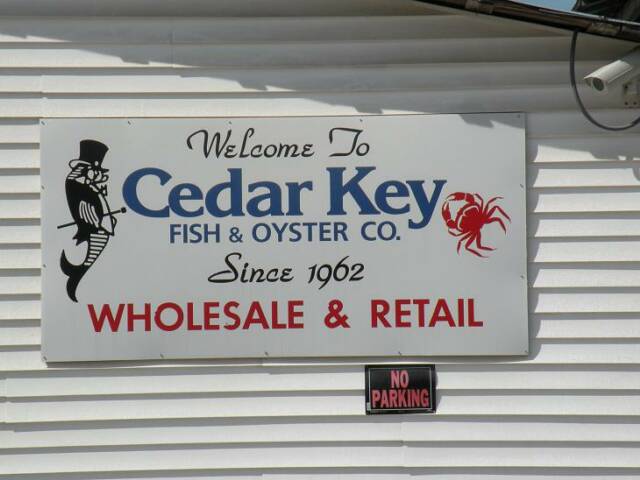 Welcome To
Cedar Key
FISH & OYSTER CO.
Since 1962
WHOLESALE & RETAIL
NO
PARKING